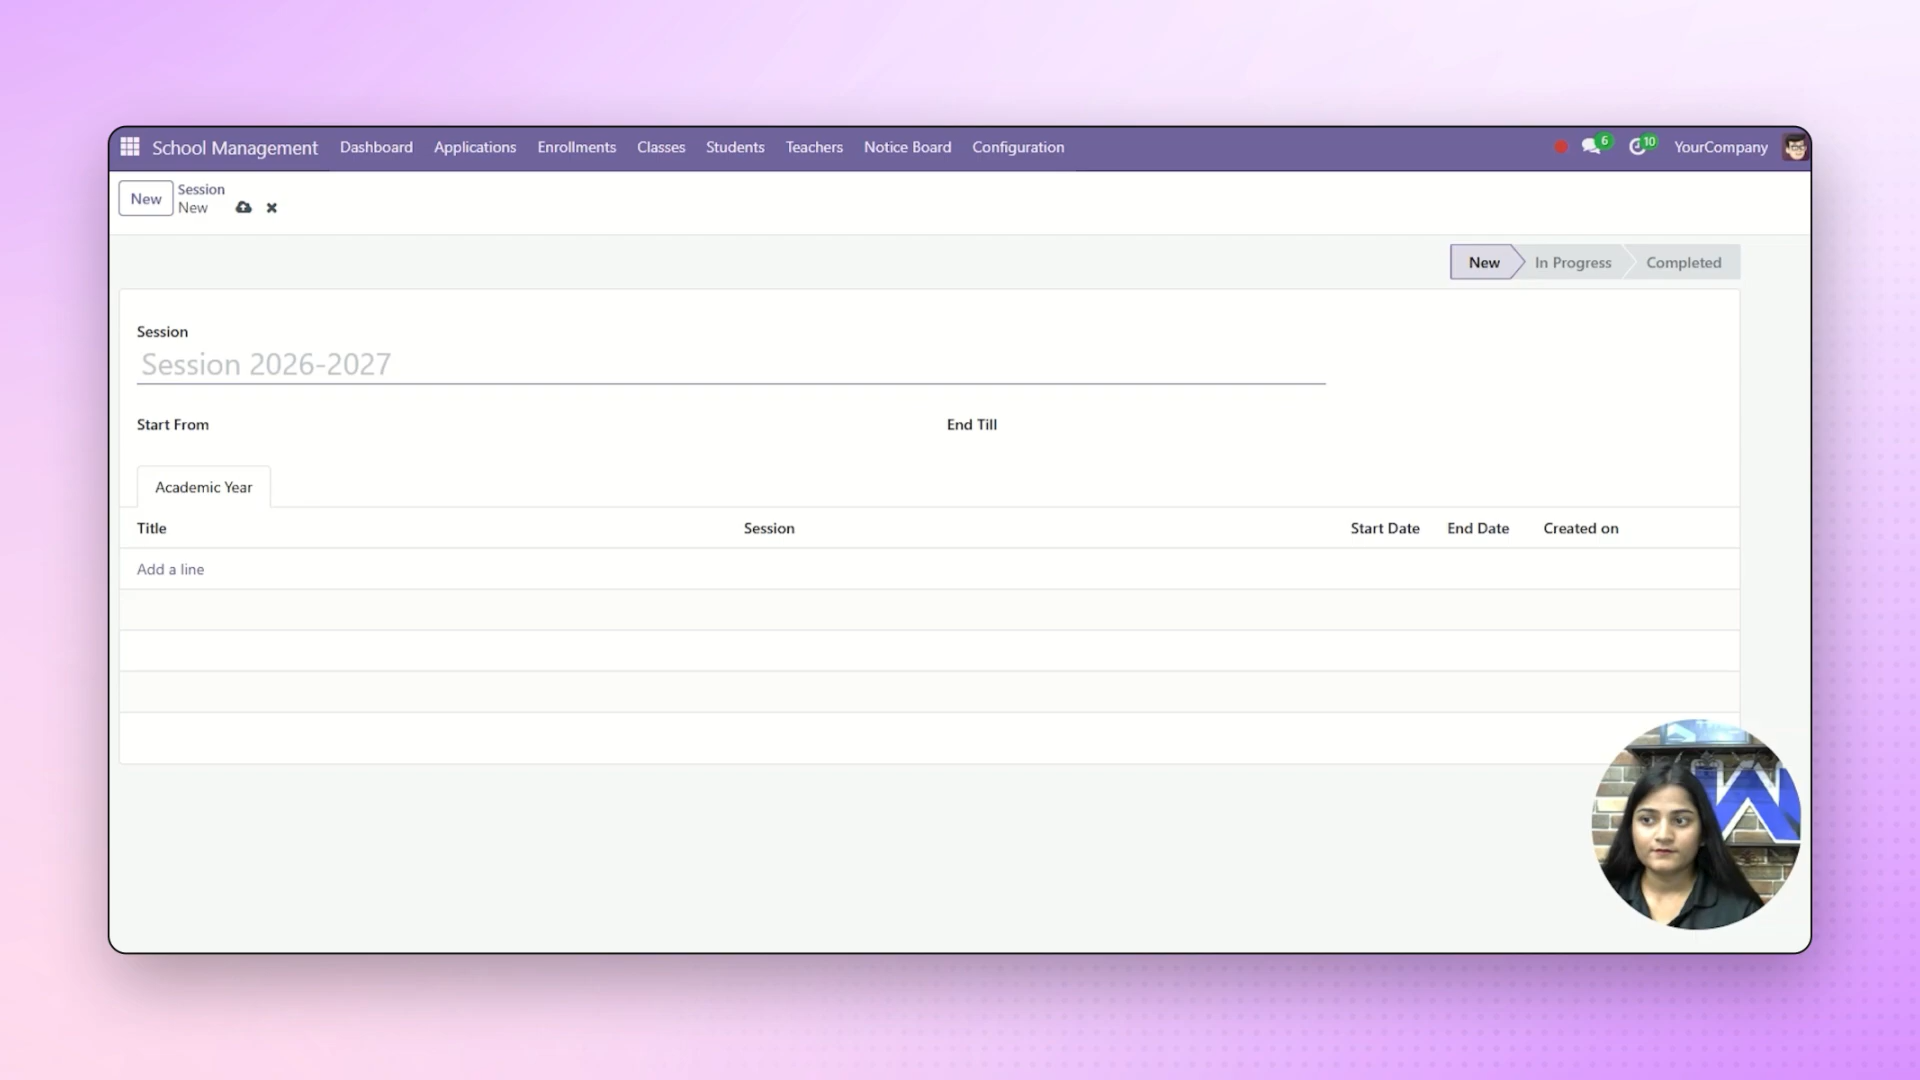 School Management Dashboard Applications Enrollments Classes Students Teachers Notice Board Configuration 6 10 YourCompany
New
Session
New
New In Progress Completed
Session
Session 2026-2027
Start From End Till
Academic Year
Title Session Start Date End Date Created on
Add a line